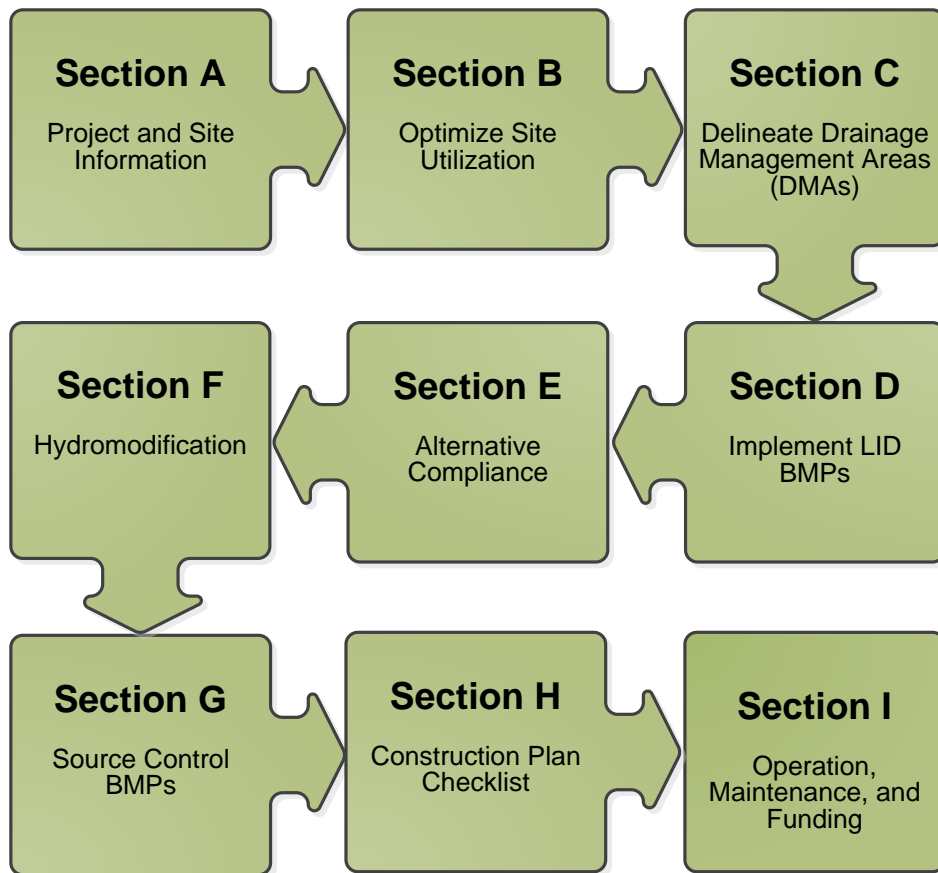 Section A
Project and Site
Information
Section B
Optimize Site
Utilization
Section C
Delineate Drainage
Management Areas
(DMAs)
Section D
Implement LID
BMPs
Section E
Alternative
Compliance
Section F
Hydromodification
Section G
Source Control
BMPs
Section H
Construction Plan
Checklist
Section I
Operation,
Maintenance, and
Funding